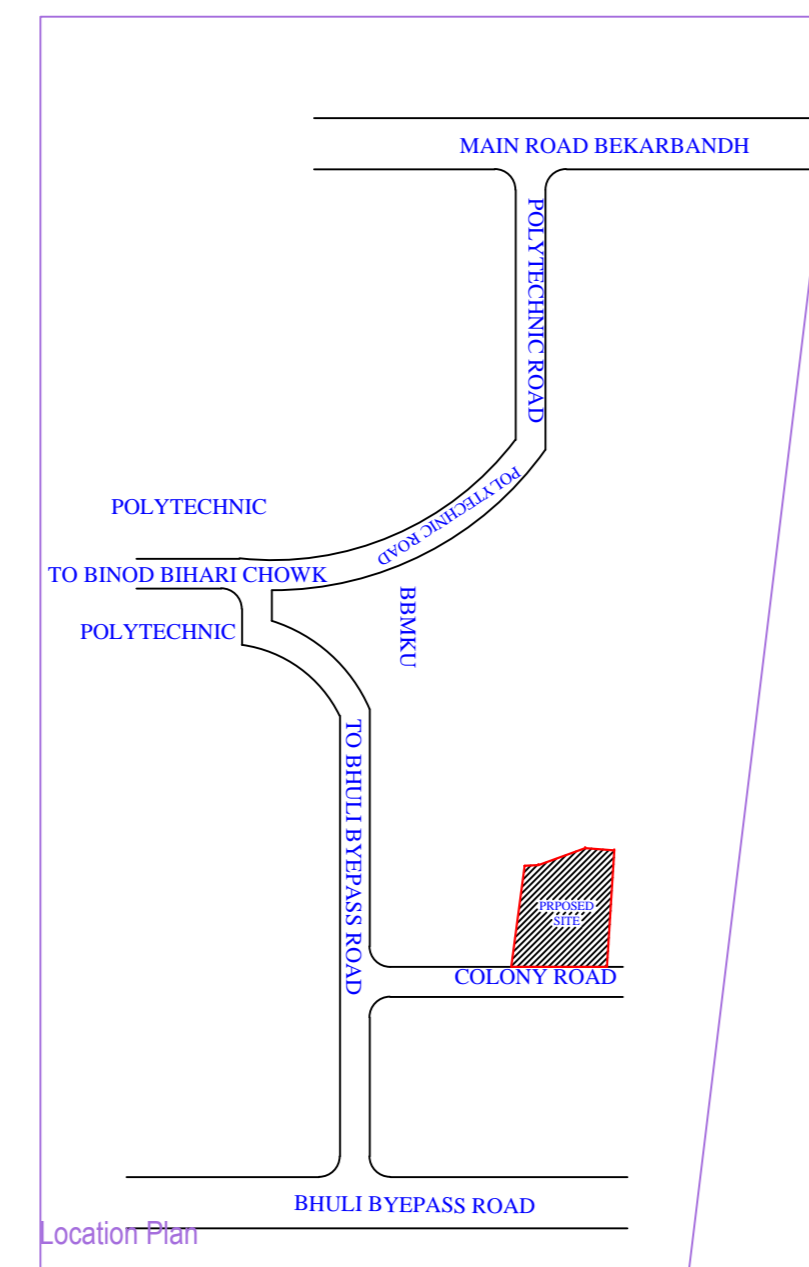 MAIN ROAD BEKARBANDH
POLYTECHNIC ROAD
POLYTECHNIC ROAD
POLYTECHNIC
TO BINOD BIHARI CHOWK
POLYTECHNIC
BBMKU
TO BHULI BYEPASS ROAD
PRPOSED
SITE
COLONY ROAD
BHULI BYEPASS ROAD
Location Plan